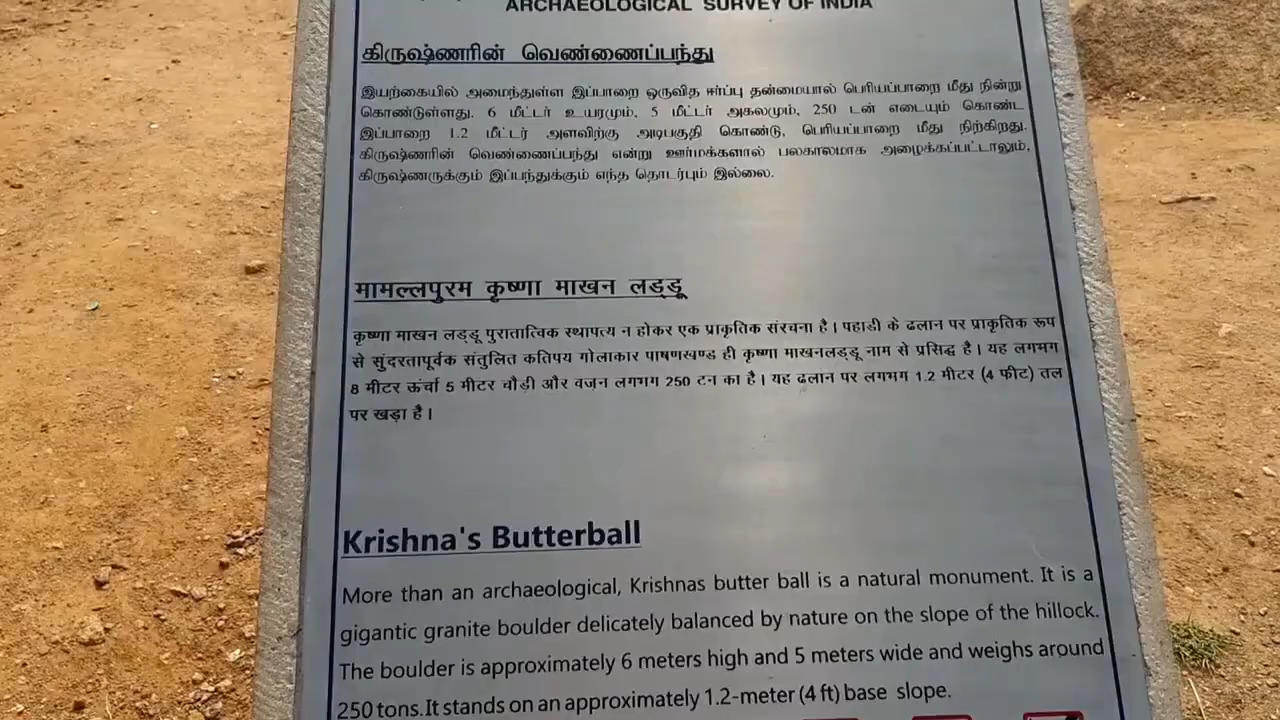 ARCHAEOLOGICAL SURVEY OF INDIA
கிருஷ்ணரின் வெண்ணைப்பந்து
இயற்கையில் அமைந்துள்ள இப்பாறை ஒருவித ஈர்ப்பு தன்மையால் பெரியப்பாறை மீது நின்று
கொண்டுள்ளது. 6 மீட்டர் உயரமும், 5 மீட்டர் அகலமும், 250 டன் எடையும் கொண்ட
இப்பாறை 1.2 மீட்டர் அளவிற்கு அடிபகுதி கொண்டு, பெரியப்பாறை மீது நிற்கிறது.
கிருஷ்ணரின் வெண்ணைப்பந்து என்று ஊர்மக்களால் பலகாலமாக அழைக்கப்பட்டாலும்,
கிருஷ்ணருக்கும் இப்பந்துக்கும் எந்த தொடர்பும் இல்லை.
मामल्लपुरम कृष्णा माखन लड्डू
कृष्णा माखन लड्डू पुरातात्विक स्थापत्य न होकर एक प्राकृतिक संरचना है। पहाडी के ढलान पर प्राकृतिक रूप
से सुंदरतापूर्वक संतुलित कतिपय गोलाकार पाषणखण्ड ही कृष्णा माखनलड्डू नाम से प्रसिद्ध है। यह लगभग
8 मीटर ऊंची 5 मीटर चौड़ी और वजन लगभग 250 टन का है। यह ढलान पर लगभग 1.2 मीटर (4 फीट) तल
पर खड़ा है।
Krishna's Butterball
More than an archaeological, Krishnas butter ball is a natural monument. It is a
gigantic granite boulder delicately balanced by nature on the slope of the hillock.
The boulder is approximately 6 meters high and 5 meters wide and weighs around
250 tons.It stands on an approximately 1.2-meter (4 ft) base slope.